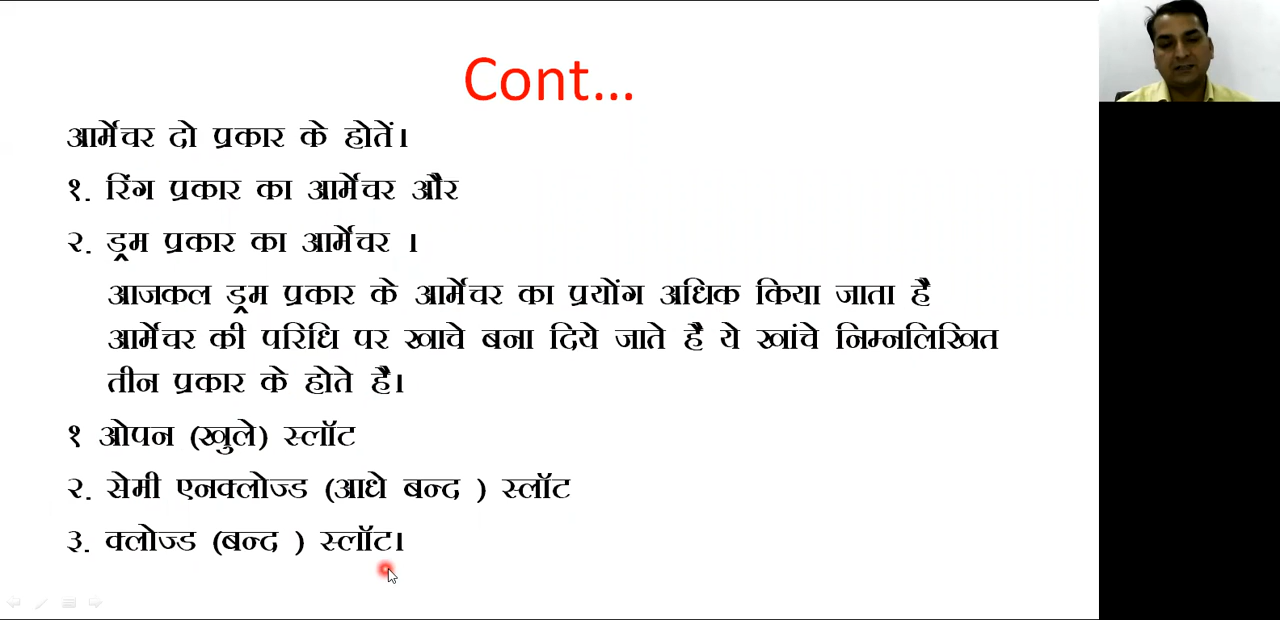 Cont...
आर्मेचर दो प्रकार के होतें।
१. रिंग प्रकार का आर्मेचर और
२. ड्रम प्रकार का आर्मेचर ।
आजकल ड्रम प्रकार के आर्मेचर का प्रयोंग अधिक किया जाता है
आर्मेचर की परिधि पर खाचे बना दिये जाते है ये खांचे निम्नलिखित
तीन प्रकार के होते है।
१ ओपन (खुले) स्लॉट
२. सेमी एनक्लोज्ड (आधे बन्द ) स्लॉट
३. क्लोज्ड (बन्द ) स्लॉट।